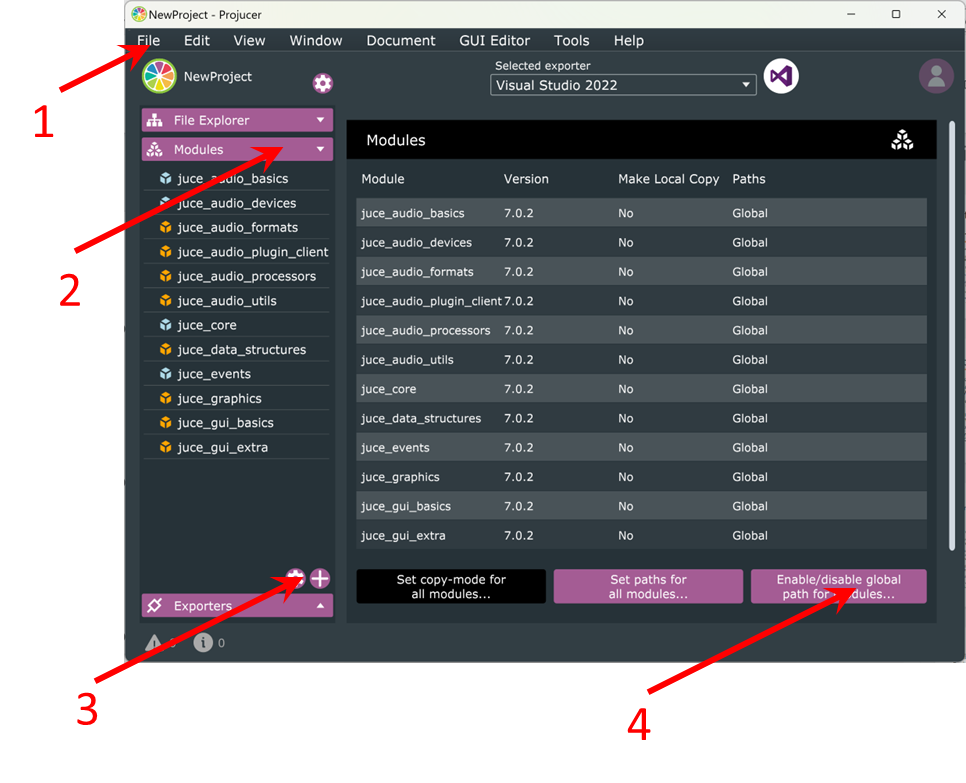 NewProject - Projucer
File Edit View Window Document GUI Editor Tools Help
1
NewProject
Selected exporter
Visual Studio 2022
File Explorer
Modules
juce_audio_basics
juce_audio_devices
juce_audio_formats
juce_audio_plugin_client
juce_audio_processors
juce_audio_utils
juce_core
juce_data_structures
juce_events
juce_graphics
juce_gui_basics
juce_gui_extra
2
Modules
Module Version Make Local Copy Paths
juce_audio_basics 7.0.2 No Global
juce_audio_devices 7.0.2 No Global
juce_audio_formats 7.0.2 No Global
juce_audio_plugin_client 7.0.2 No Global
juce_audio_processors 7.0.2 No Global
juce_audio_utils 7.0.2 No Global
juce_core 7.0.2 No Global
juce_data_structures 7.0.2 No Global
juce_events 7.0.2 No Global
juce_graphics 7.0.2 No Global
juce_gui_basics 7.0.2 No Global
juce_gui_extra 7.0.2 No Global
Set copy-mode for
all modules...
Set paths for
all modules...
Enable/disable global
path for modules...
Exporters
0
3
4